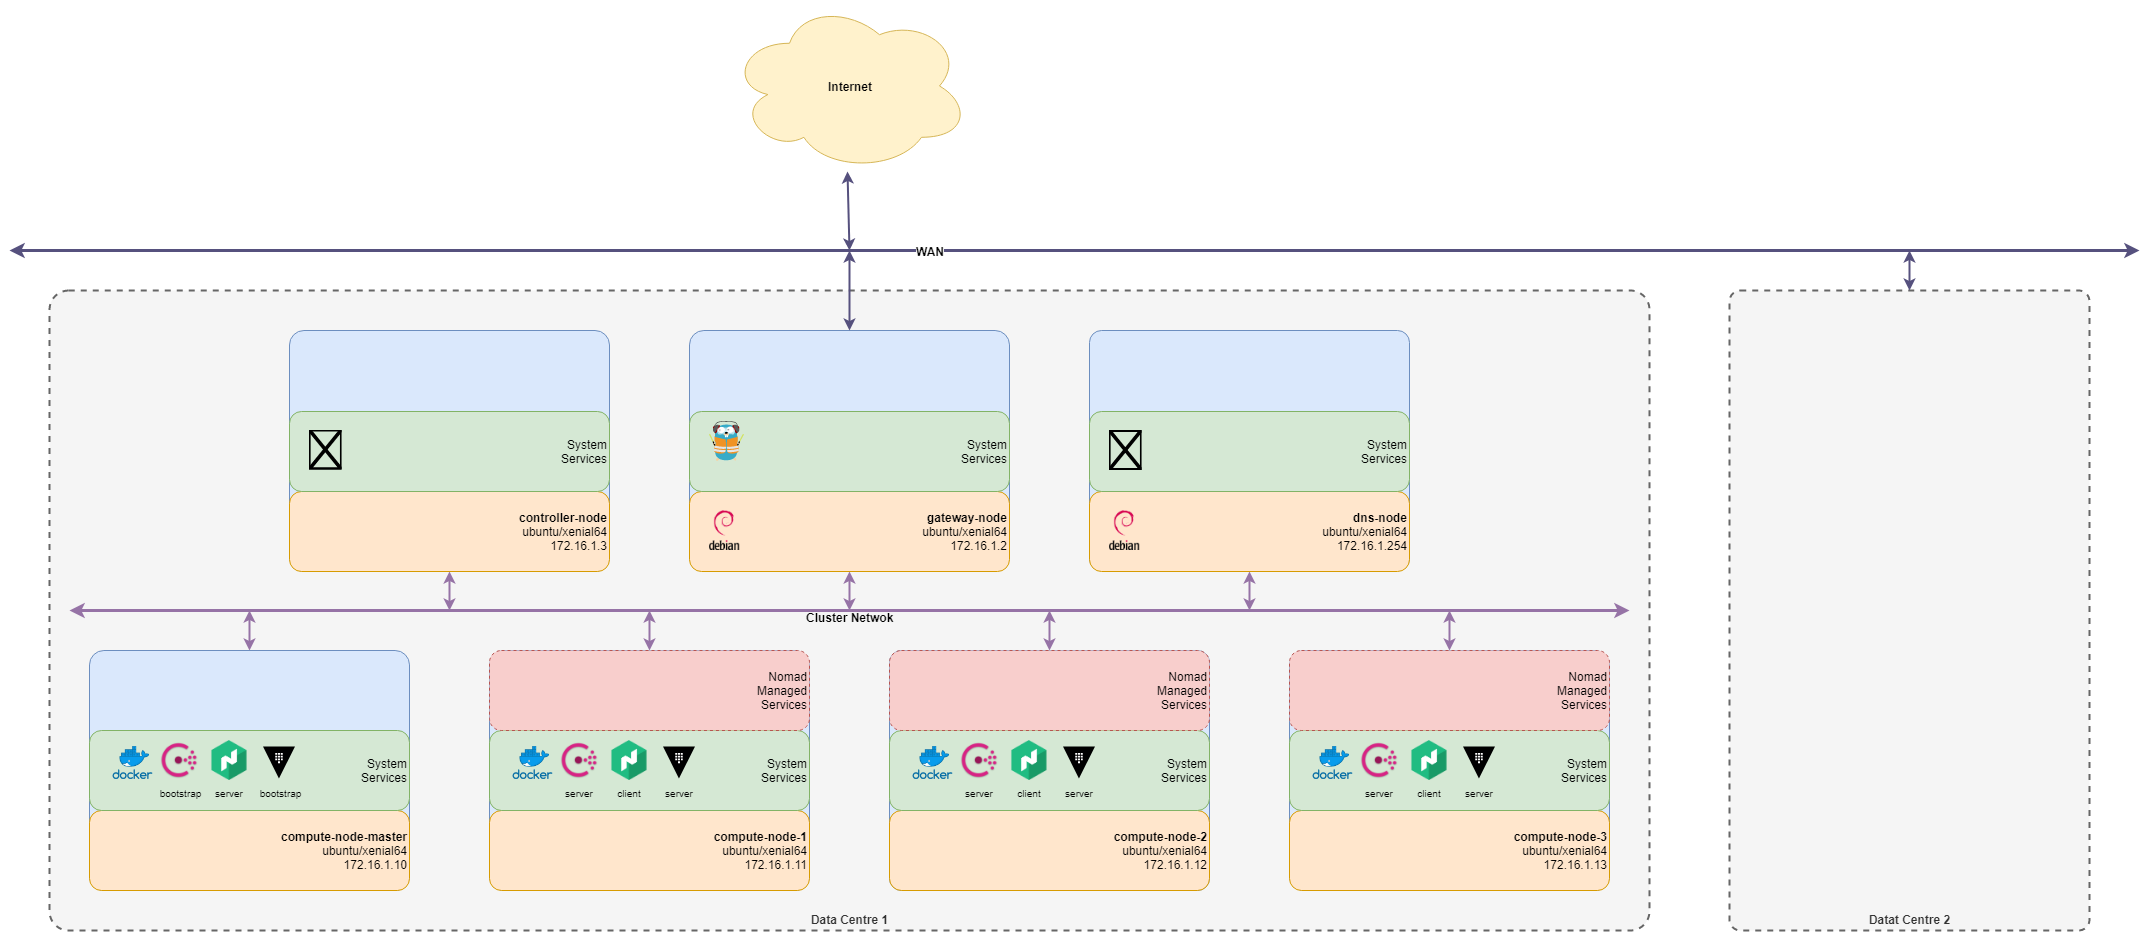 Internet
WAN
System
Services
System
Services
System
Services
controller-node
ubuntu/xenial64
172.16.1.3
debian
gateway-node
ubuntu/xenial64
172.16.1.2
debian
dns-node
ubuntu/xenial64
172.16.1.254
Cluster Netwok
Nomad
Managed
Services
Nomad
Managed
Services
Nomad
Managed
Services
docker
bootstrap
server
bootstrap
System
Services
docker
server
client
server
System
Services
docker
server
client
server
System
Services
docker
server
client
server
System
Services
compute-node-master
ubuntu/xenial64
172.16.1.10
compute-node-1
ubuntu/xenial64
172.16.1.11
compute-node-2
ubuntu/xenial64
172.16.1.12
compute-node-3
ubuntu/xenial64
172.16.1.13
Data Centre 1
Datat Centre 2